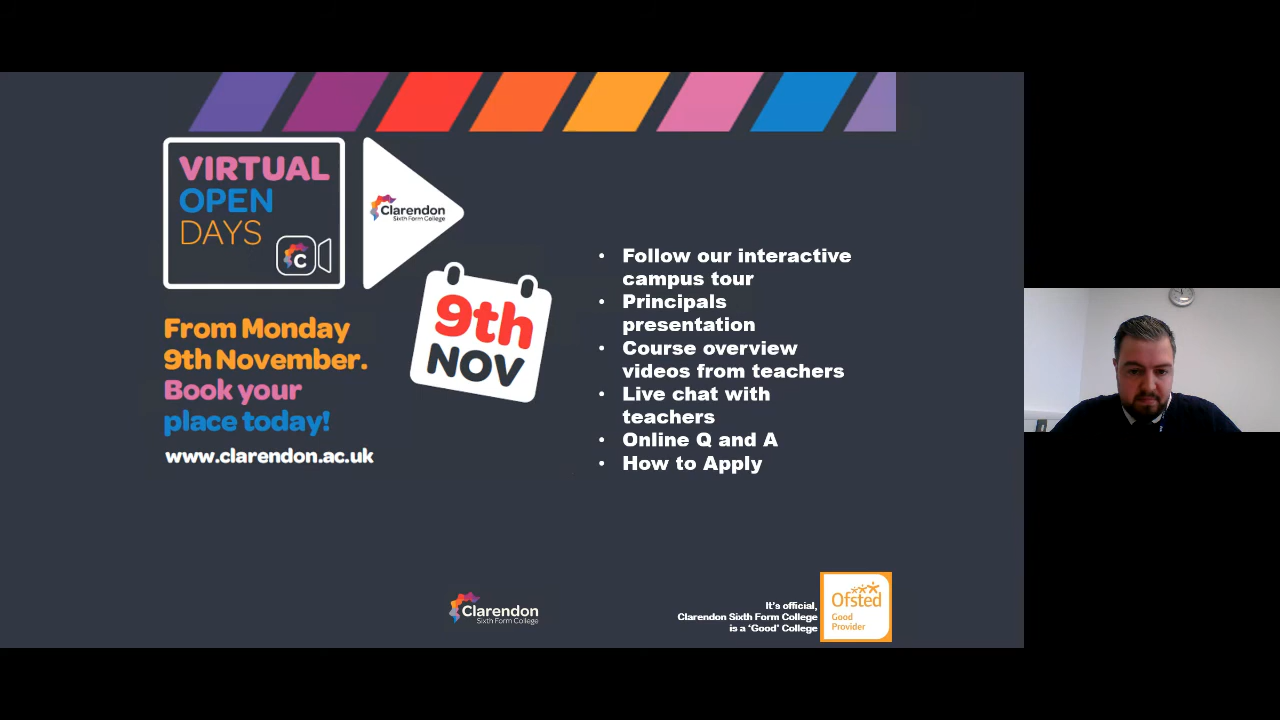 VIRTUAL
OPEN
DAYS
C
Clarendon
Sixth Form College
9th
NOV
From Monday
9th November.
Book your
place today!
www.clarendon.ac.uk
• Follow our interactive
campus tour
• Principals
presentation
• Course overview
videos from teachers
• Live chat with
teachers
• Online Q and A
• How to Apply
Clarendon
Sixth Form College
It's official,
Clarendon Sixth Form College
is a 'Good' College
Ofsted
Good
Provider